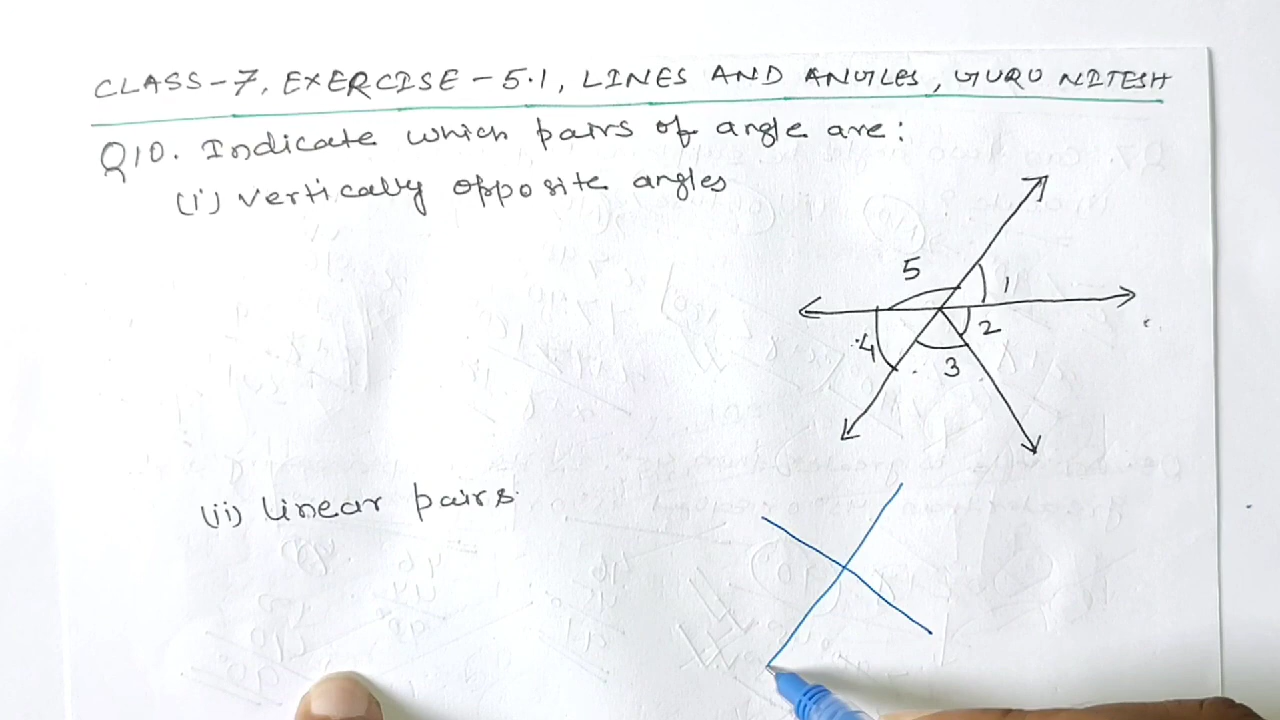 CLASS-7, EXERCISE-5.1, LINES AND ANGLES, GURU NITESH
Q10. Indicate which pairs of angle are:
(i) vertically opposite angles
5
1
2
4
3
(ii) Linear pairs.